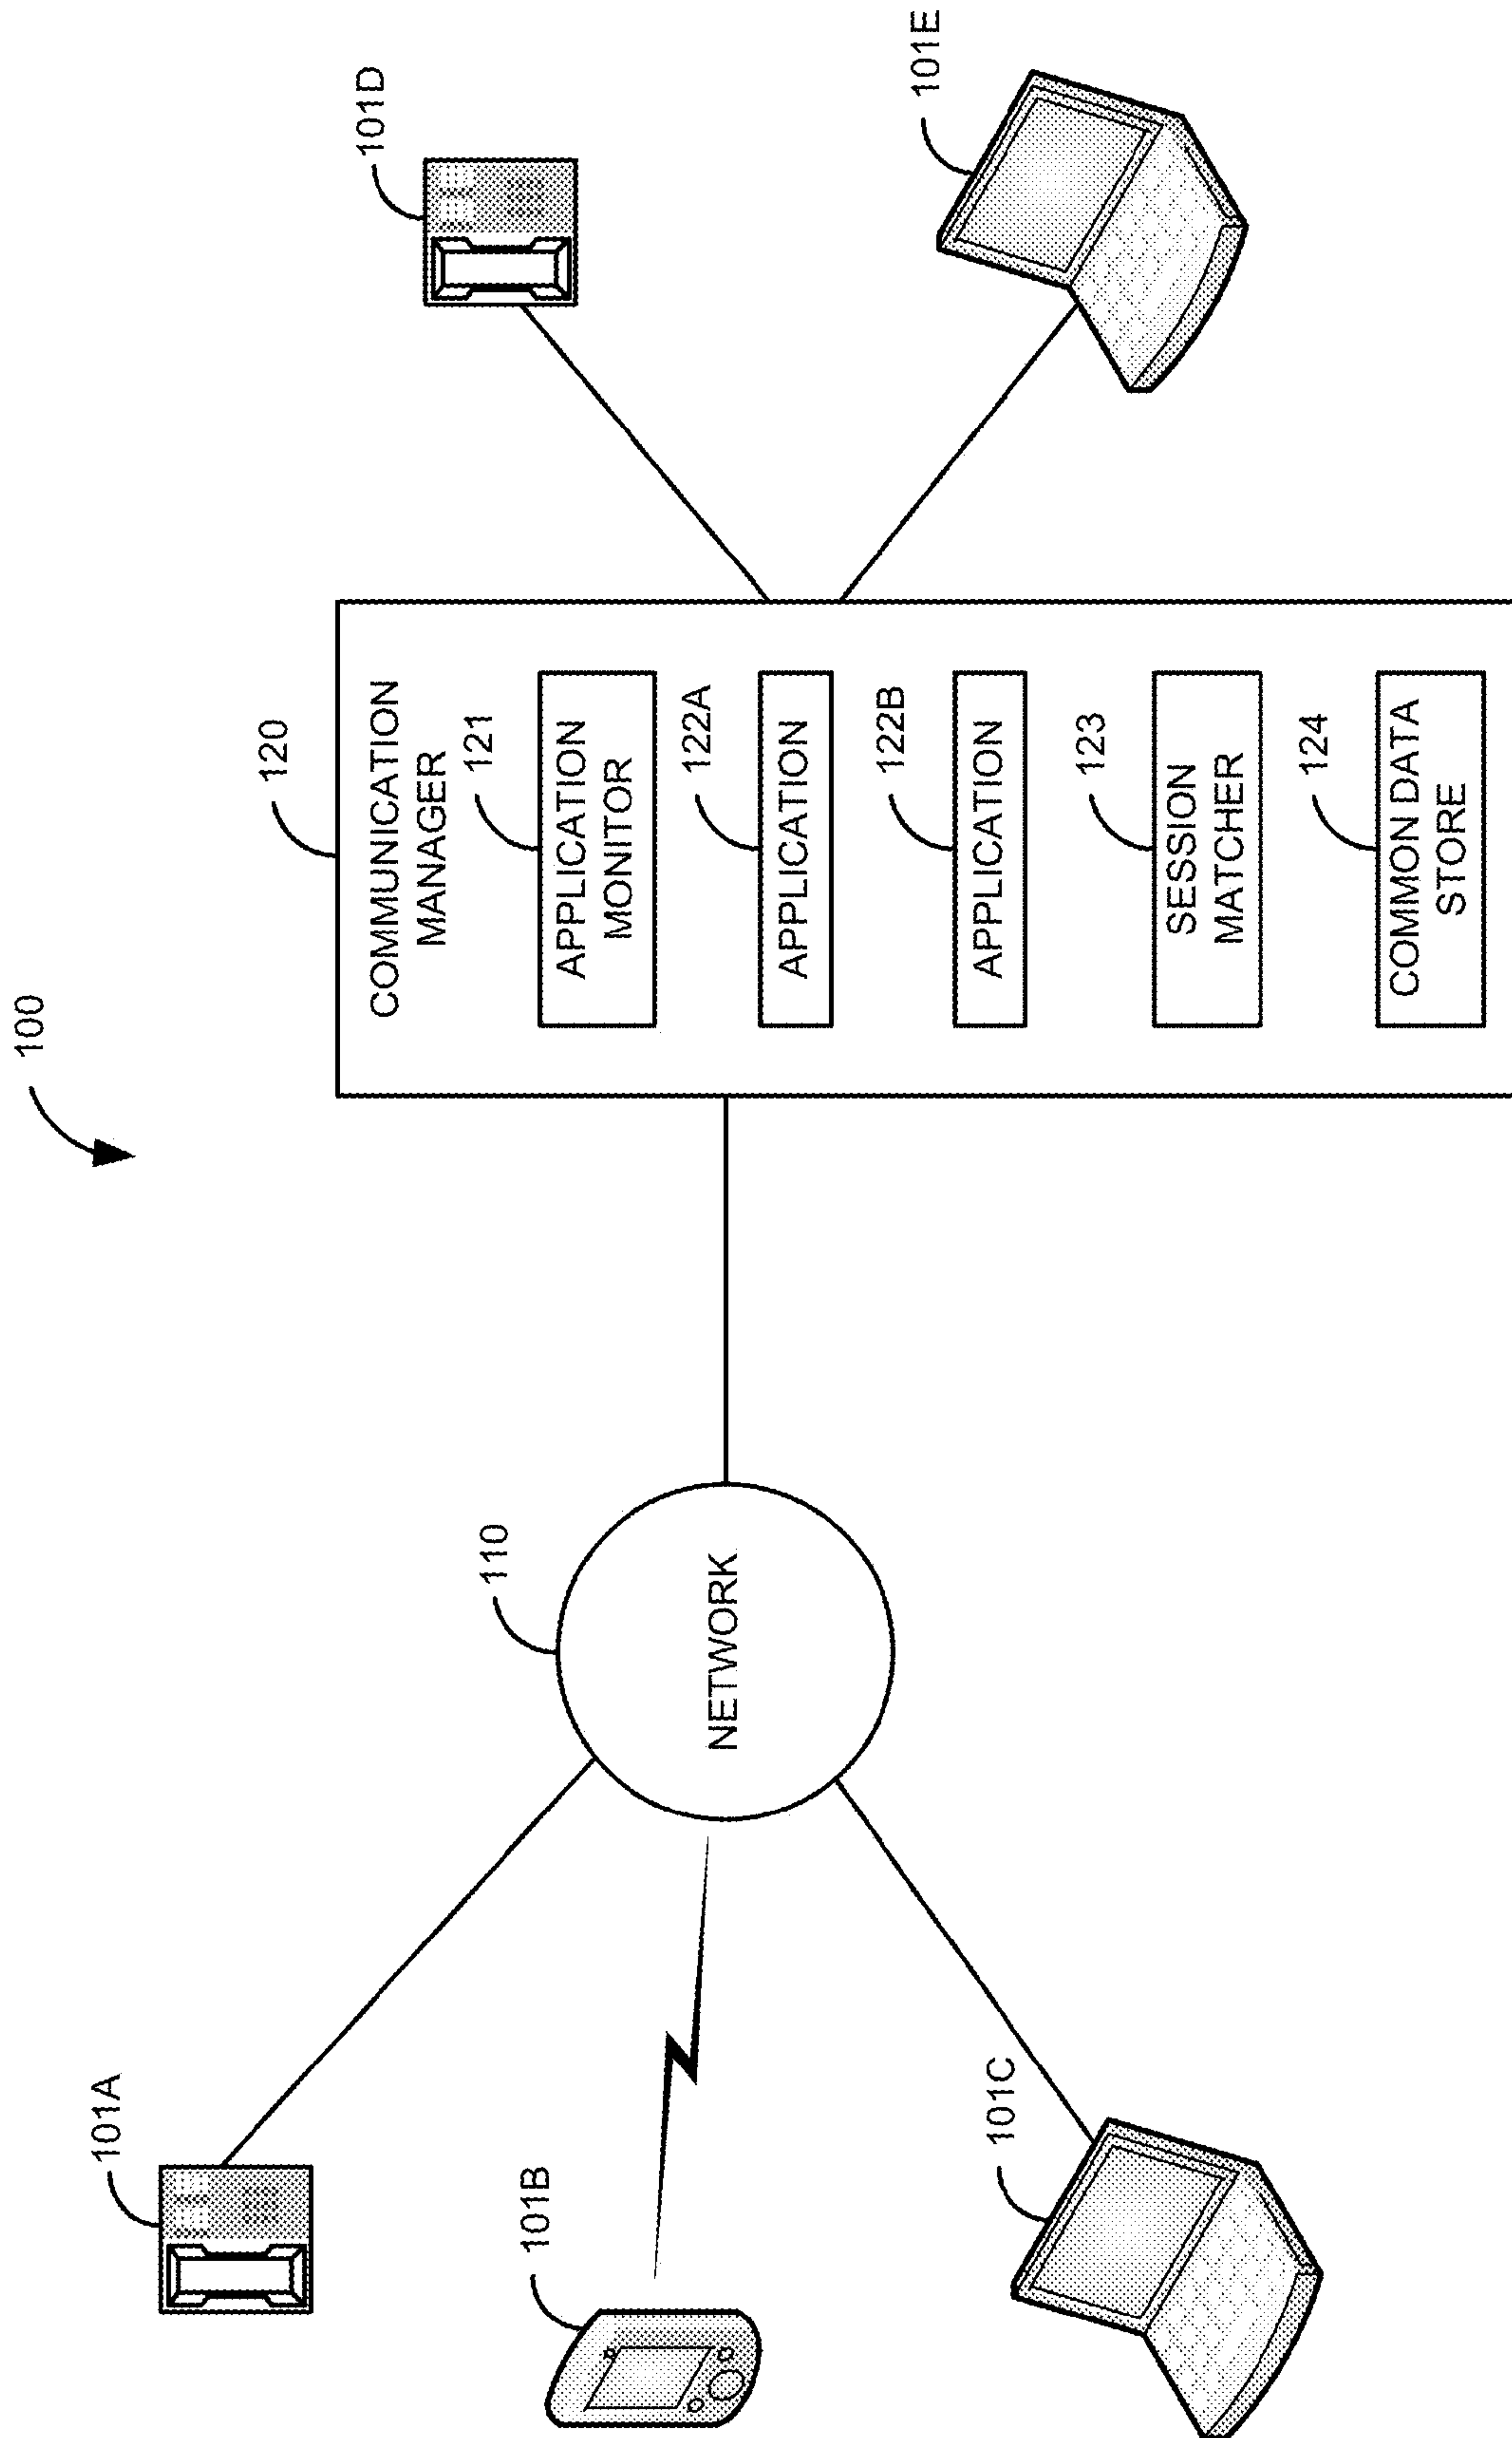 100
101A
101B
101C
110
NETWORK
120
COMMUNICATION
MANAGER
121
APPLICATION
MONITOR
122A
APPLICATION
122B
APPLICATION
123
SESSION
MATCHER
124
COMMON DATA
STORE
101D
101E